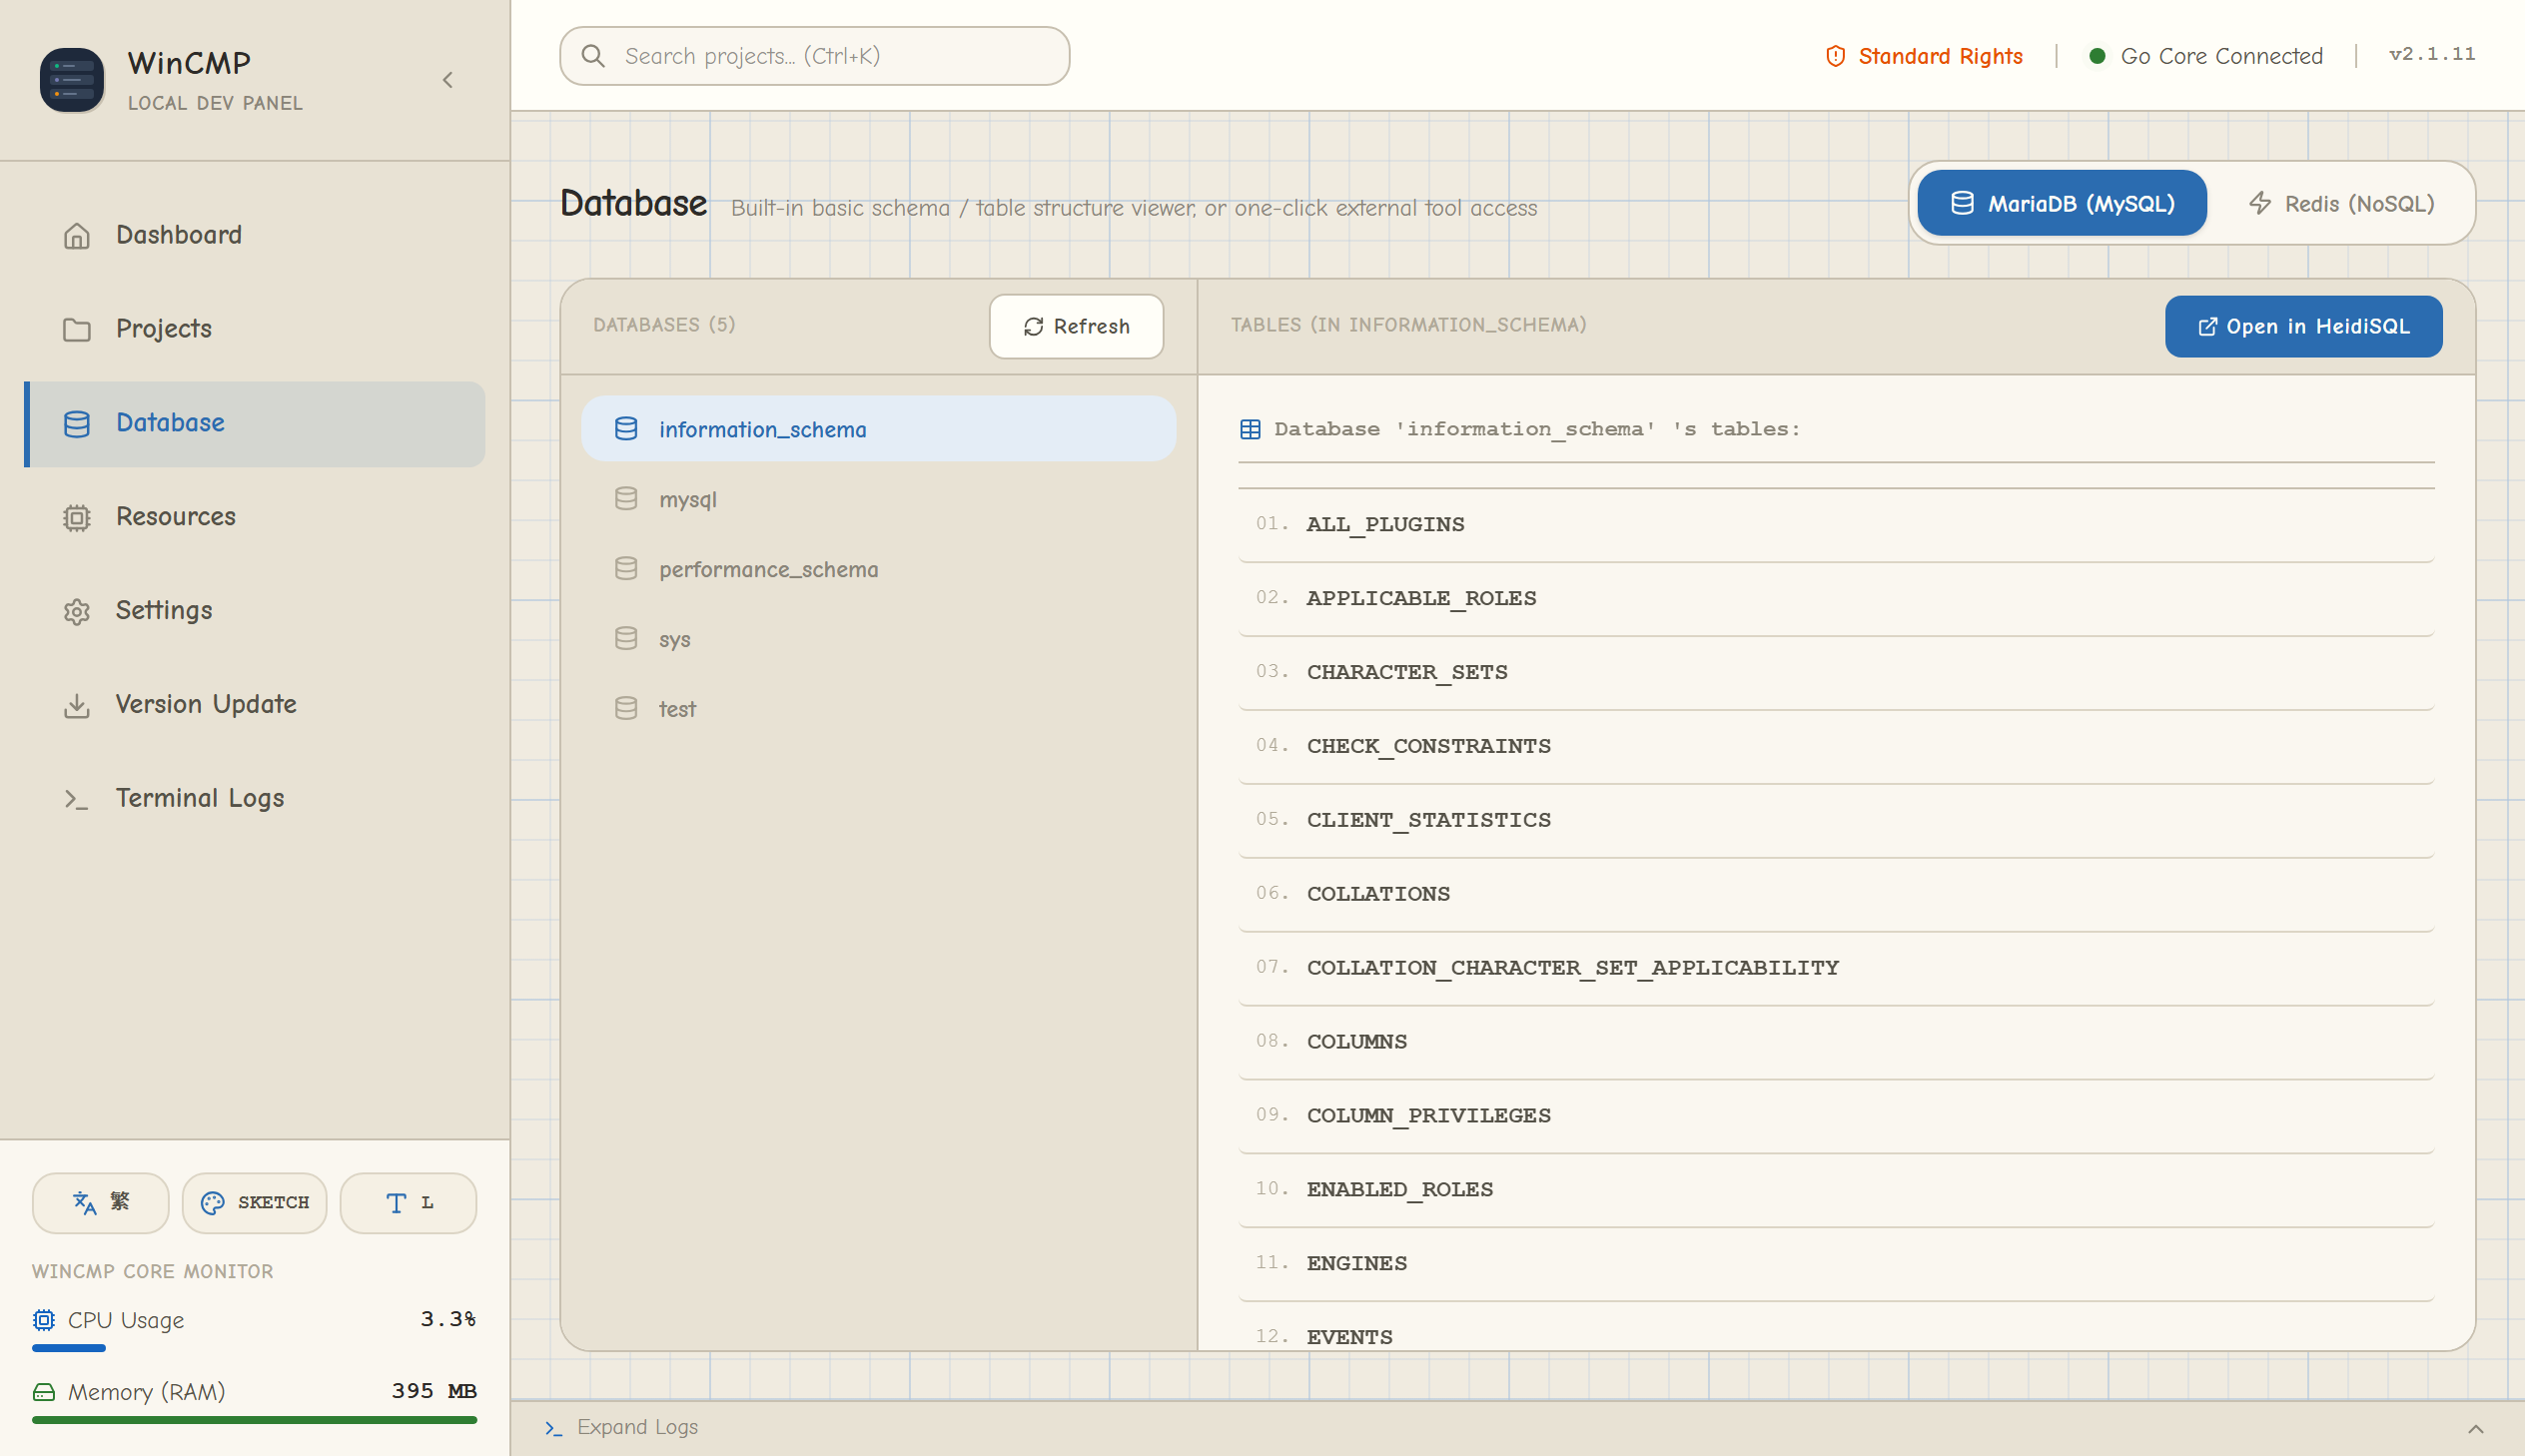 WinCMP
LOCAL DEV PANEL
Dashboard
Projects
Database
Resources
Settings
Version Update
Terminal Logs
繁
SKETCH
L
WINCMP CORE MONITOR
CPU Usage 3.3%
Memory (RAM) 395 MB
Search projects... (Ctrl+K)
Standard Rights
Go Core Connected
v2.1.11
Database Built-in basic schema / table structure viewer, or one-click external tool access
MariaDB (MySQL)
Redis (NoSQL)
DATABASES (5)
Refresh
information_schema
mysql
performance_schema
sys
test
TABLES (IN INFORMATION_SCHEMA)
Open in HeidiSQL
Database 'information_schema' 's tables:
01. ALL_PLUGINS
02. APPLICABLE_ROLES
03. CHARACTER_SETS
04. CHECK_CONSTRAINTS
05. CLIENT_STATISTICS
06. COLLATIONS
07. COLLATION_CHARACTER_SET_APPLICABILITY
08. COLUMNS
09. COLUMN_PRIVILEGES
10. ENABLED_ROLES
11. ENGINES
12. EVENTS
Expand Logs